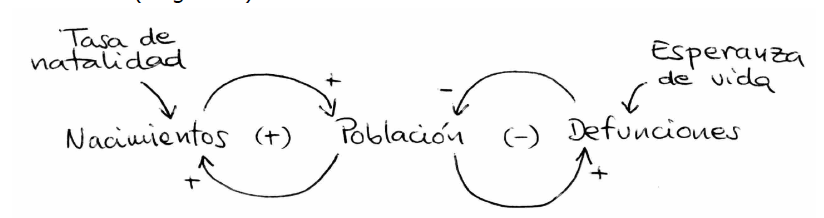 Tasa de
natalidad
Esperanza
de vida
+
-
Nacimientos (+) Población (-) Defunciones
+
+